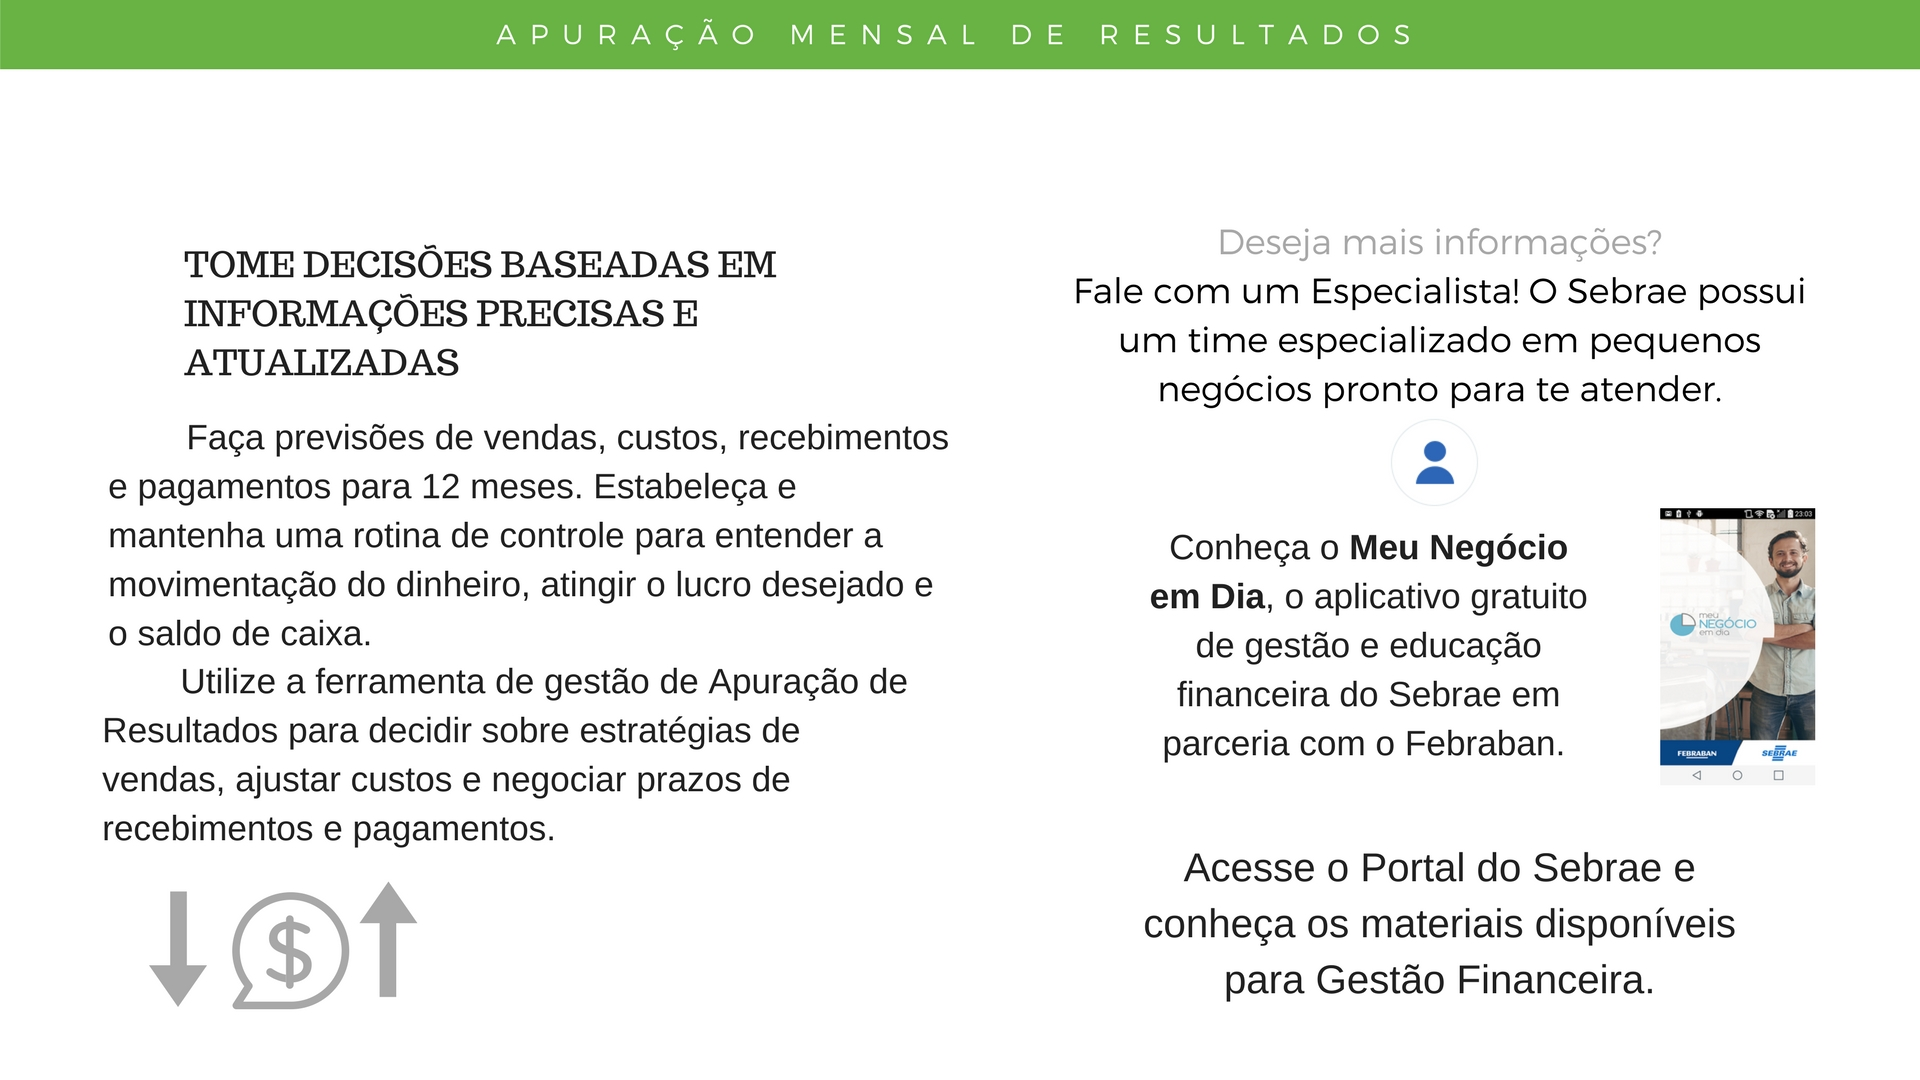 APURAÇÃO MENSAL DE RESULTADOS
TOME DECISÕES BASEADAS EM
INFORMAÇÕES PRECISAS E
ATUALIZADAS
Faça previsões de vendas, custos, recebimentos
e pagamentos para 12 meses. Estabeleça e
mantenha uma rotina de controle para entender a
movimentação do dinheiro, atingir o lucro desejado e
o saldo de caixa.
Utilize a ferramenta de gestão de Apuração de
Resultados para decidir sobre estratégias de
vendas, ajustar custos e negociar prazos de
recebimentos e pagamentos.
$
Deseja mais informações?
Fale com um Especialista! O Sebrae possui
um time especializado em pequenos
negócios pronto para te atender.
Conheça o Meu Negócio
em Dia, o aplicativo gratuito
de gestão e educação
financeira do Sebrae em
parceria com o Febraban.
23:03
meu
NEGÓCIO
em dia
FEBRABAN
SEBRAE
Acesse o Portal do Sebrae e
conheça os materiais disponíveis
para Gestão Financeira.